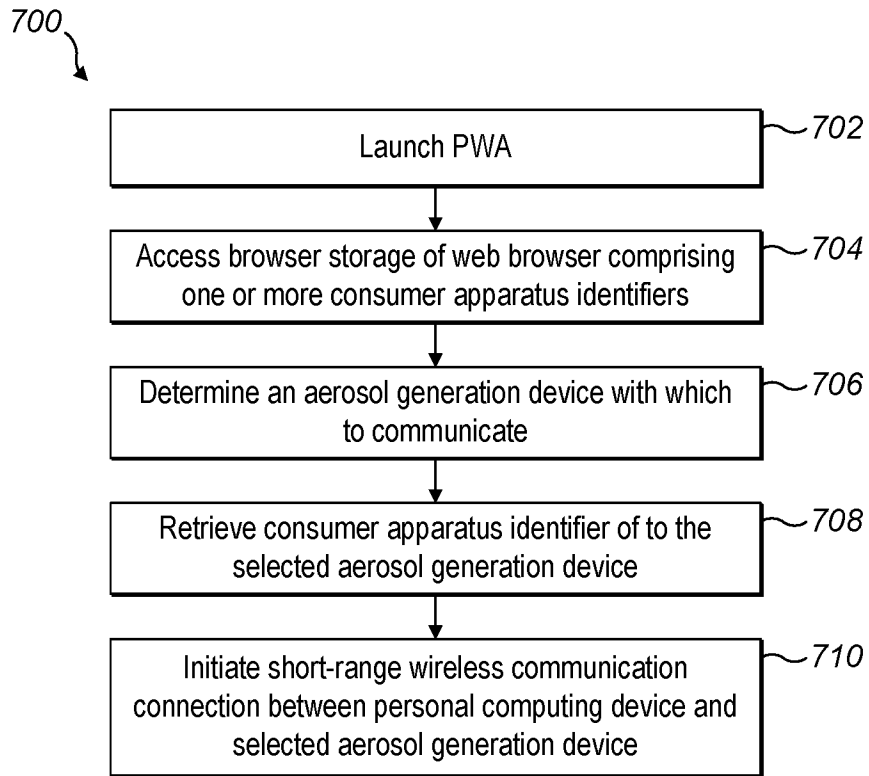 700
Launch PWA
702
Access browser storage of web browser comprising
one or more consumer apparatus identifiers
704
Determine an aerosol generation device with which
to communicate
706
Retrieve consumer apparatus identifier of to the
selected aerosol generation device
708
Initiate short-range wireless communication
connection between personal computing device and
selected aerosol generation device
710